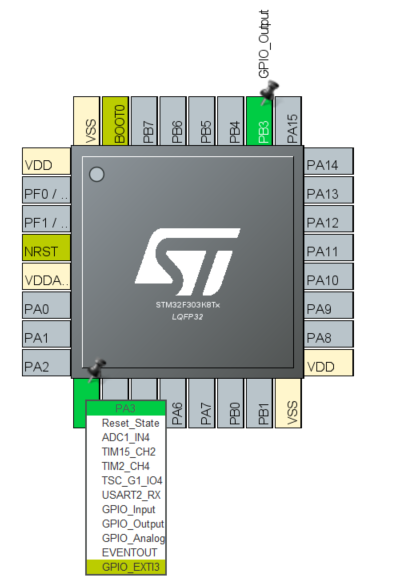 GPIO_Output
VSS
BOOT0
PB7
PB6
PB5
PB4
PB3
PA15
VDD
PF0 / ..
PF1 / ..
NRST
VDDA..
PA0
PA1
PA2
PA14
PA13
PA12
PA11
PA10
PA9
PA8
VDD
ST
STM32F303K8Tx
LQFP32
PA6
PA7
PB0
PB1
VSS
PA3
Reset_State
ADC1_IN4
TIM15_CH2
TIM2_CH4
TSC_G1_IO4
USART2_RX
GPIO_Input
GPIO_Output
GPIO_Analog
EVENTOUT
GPIO_EXTI3